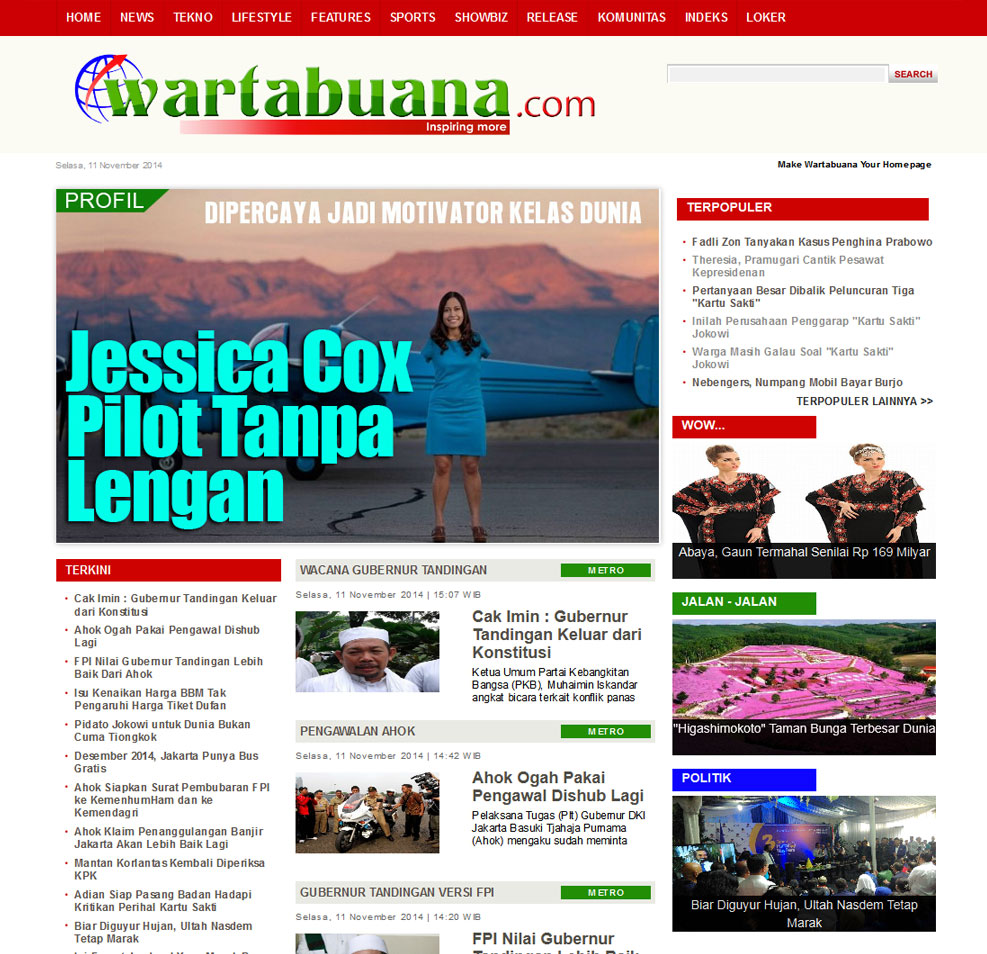 HOME NEWS TEKNO LIFESTYLE FEATURES SPORTS SHOWBIZ RELEASE KOMUNITAS INDEKS LOKER
wartabuana.com
Inspiring more
SEARCH
Selasa, 11 November 2014
Make Wartabuana Your Homepage
PROFIL
DIPERCAYA JADI MOTIVATOR KELAS DUNIA
Jessica Cox
Pilot Tanpa
Lengan
TERPOPULER
Fadli Zon Tanyakan Kasus Penghina Prabowo
Theresia, Pramugari Cantik Pesawat
Kepresidenan
Pertanyaan Besar Dibalik Peluncuran Tiga
"Kartu Sakti"
Inilah Perusahaan Penggarap "Kartu Sakti"
Jokowi
Warga Masih Galau Soal "Kartu Sakti"
Jokowi
Nebengers, Numpang Mobil Bayar Burjo
TERPOPULER LAINNYA >>
WOW...
Abaya, Gaun Termahal Senilai Rp 169 Milyar
JALAN - JALAN
"Higashimokoto" Taman Bunga Terbesar Dunia
POLITIK
Biar Diguyur Hujan, Ultah Nasdem Tetap
Marak
TERKINI
Cak Imin : Gubernur Tandingan Keluar
dari Konstitusi
Ahok Ogah Pakai Pengawal Dishub
Lagi
FPI Nilai Gubernur Tandingan Lebih
Baik Dari Ahok
Isu Kenaikan Harga BBM Tak
Pengaruhi Harga Tiket Dufan
Pidato Jokowi untuk Dunia Bukan
Cuma Tiongkok
Desember 2014, Jakarta Punya Bus
Gratis
Ahok Siapkan Surat Pembubaran FPI
ke KemenhumHam dan ke
Kemendagri
Ahok Klaim Penanggulangan Banjir
Jakarta Akan Lebih Baik Lagi
Mantan Korlantas Kembali Diperiksa
KPK
Adian Siap Pasang Badan Hadapi
Kritikan Perihal Kartu Sakti
Biar Diguyur Hujan, Ultah Nasdem
Tetap Marak
WACANA GUBERNUR TANDINGAN
METRO
Selasa, 11 November 2014 | 15:07 WIB
Cak Imin : Gubernur
Tandingan Keluar dari
Konstitusi
Ketua Umum Partai Kebangkitan
Bangsa (PKB), Muhaimin Iskandar
angkat bicara terkait konflik panas
PENGAWALAN AHOK
METRO
Selasa, 11 November 2014 | 14:42 WIB
Ahok Ogah Pakai
Pengawal Dishub Lagi
Pelaksana Tugas (Plt) Gubernur DKI
Jakarta Basuki Tjahaja Purnama
(Ahok) mengaku sudah meminta
GUBERNUR TANDINGAN VERSI FPI
METRO
Selasa, 11 November 2014 | 14:20 WIB
FPI Nilai Gubernur
Tandingan Lebih Baik